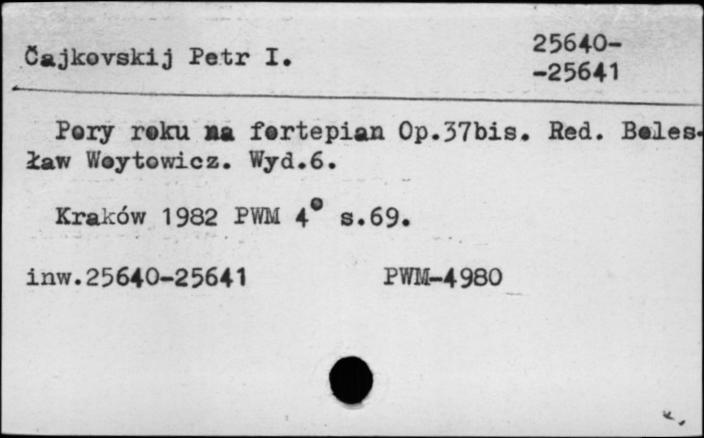 Čajkovskij Petr I.
25640-
-25641
Pory roku na fortepian Op.37bis. Red. Boles-
ław Woytowicz. Wyd.6.
Kraków 1982 PWM 4° s.69.
inw.25640-25641
PWM-4980